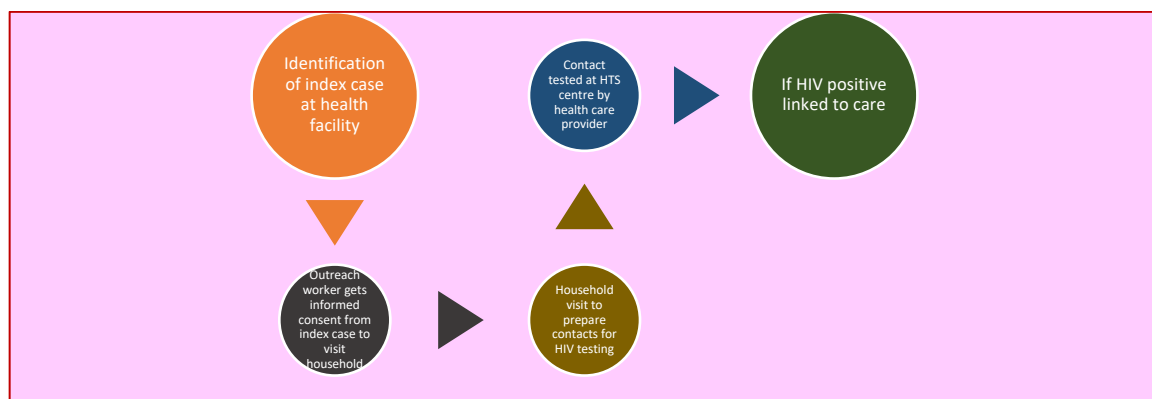 Identification
of index case
at health
facility
Outreach
worker gets
informed
consent from
index case to
visit
household
Household
visit to
prepare
contacts for
HIV testing
Contact
tested at HTS
centre by
health care
provider
If HIV positive
linked to care